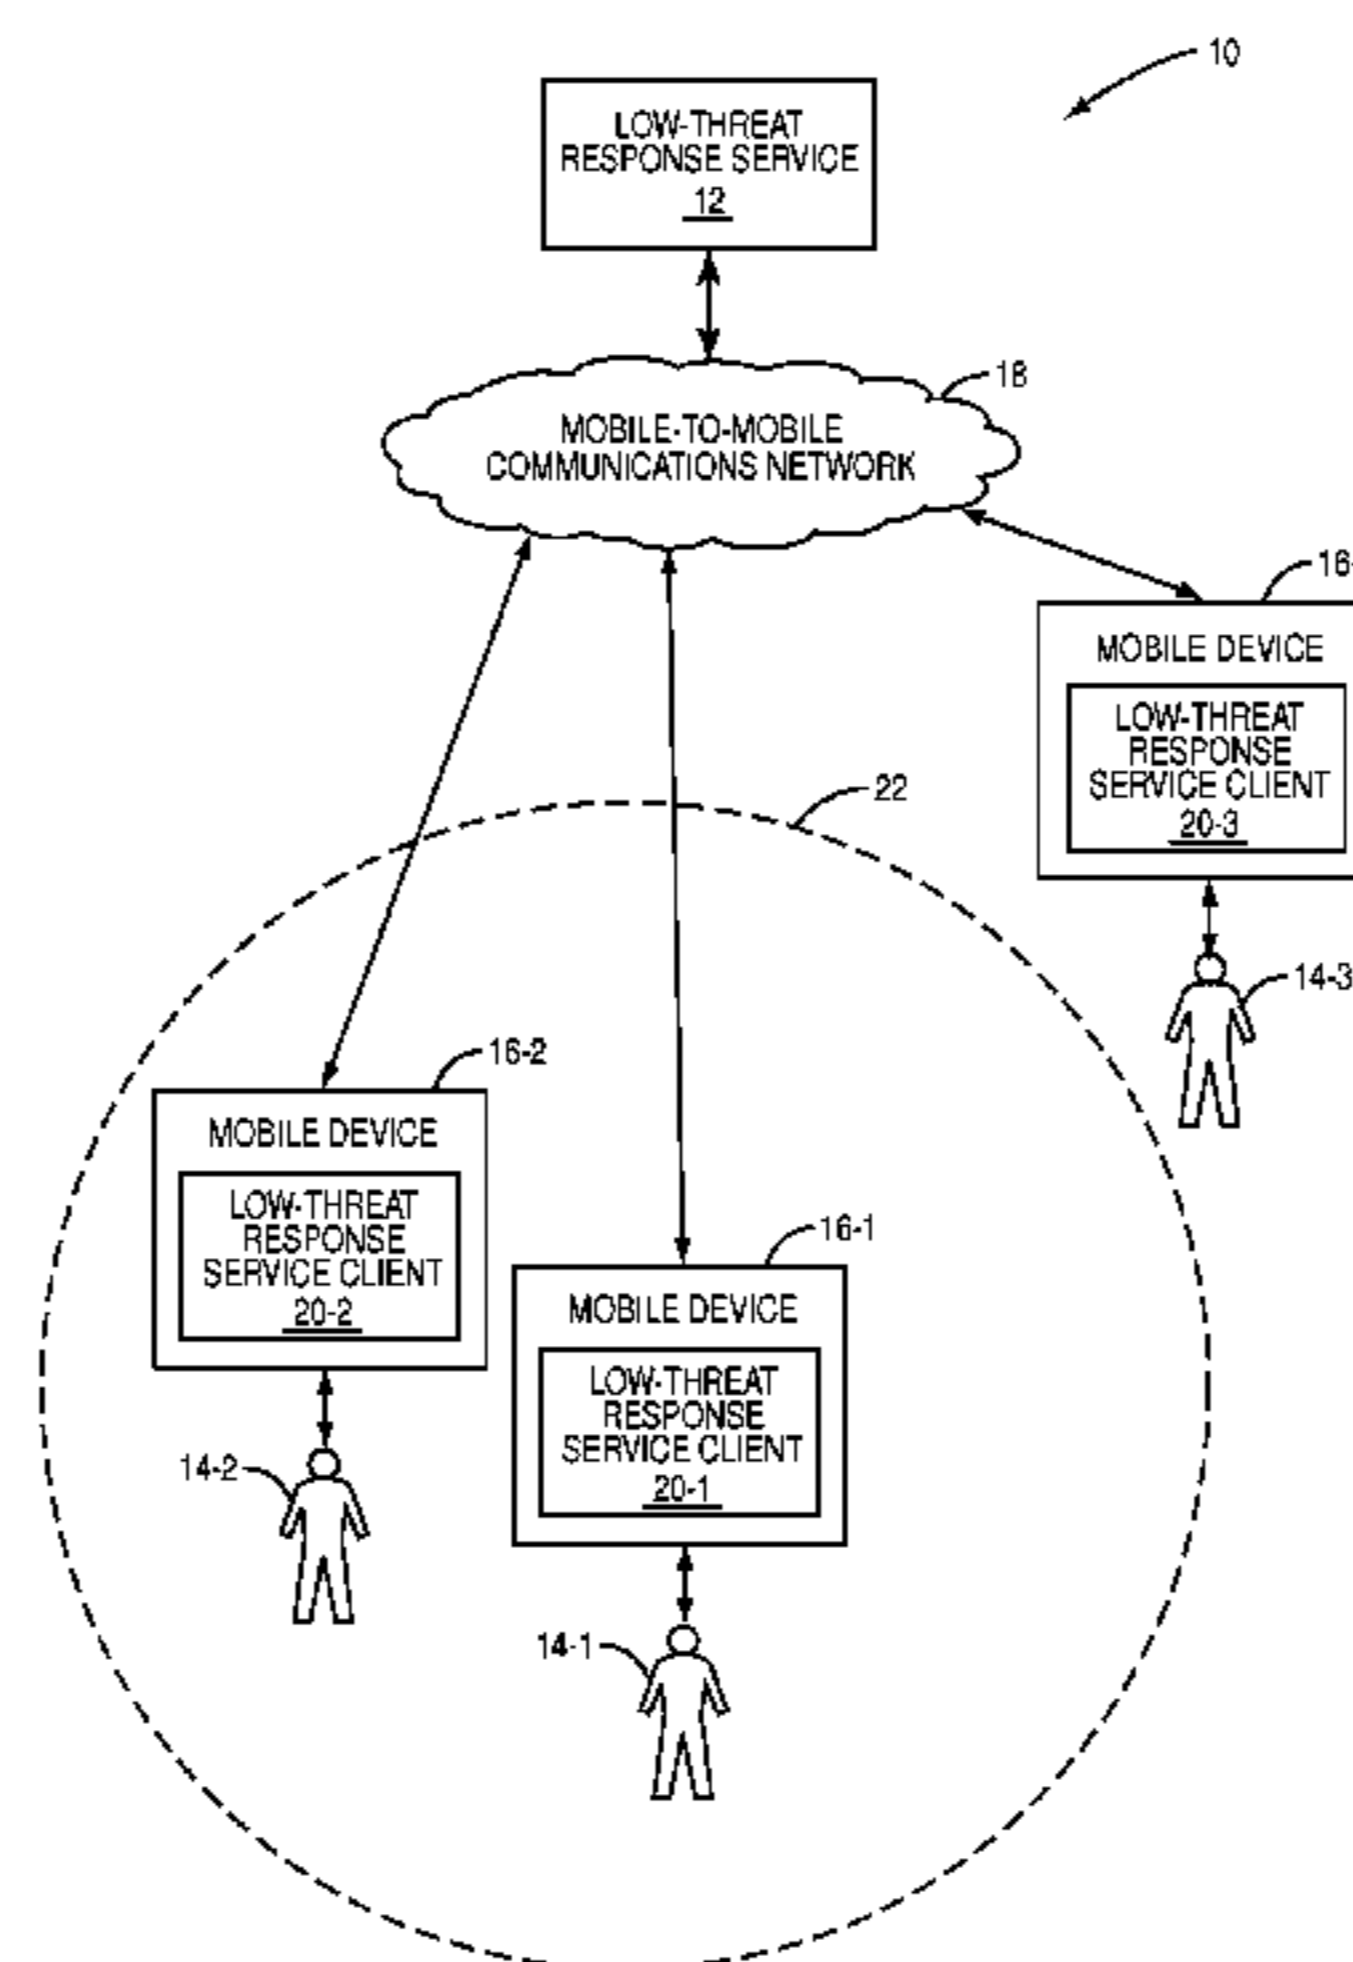 10
LOW-THREAT
RESPONSE SERVICE
12
18
MOBILE-TO-MOBILE
COMMUNICATIONS NETWORK
16-
MOBILE DEVICE
LOW-THREAT
RESPONSE
SERVICE CLIENT
20-3
22
14-3
16-2
MOBILE DEVICE
LOW-THREAT
RESPONSE
SERVICE CLIENT
20-2
16-1
MOBILE DEVICE
LOW-THREAT
RESPONSE
SERVICE CLIENT
20-1
14-2
14-1